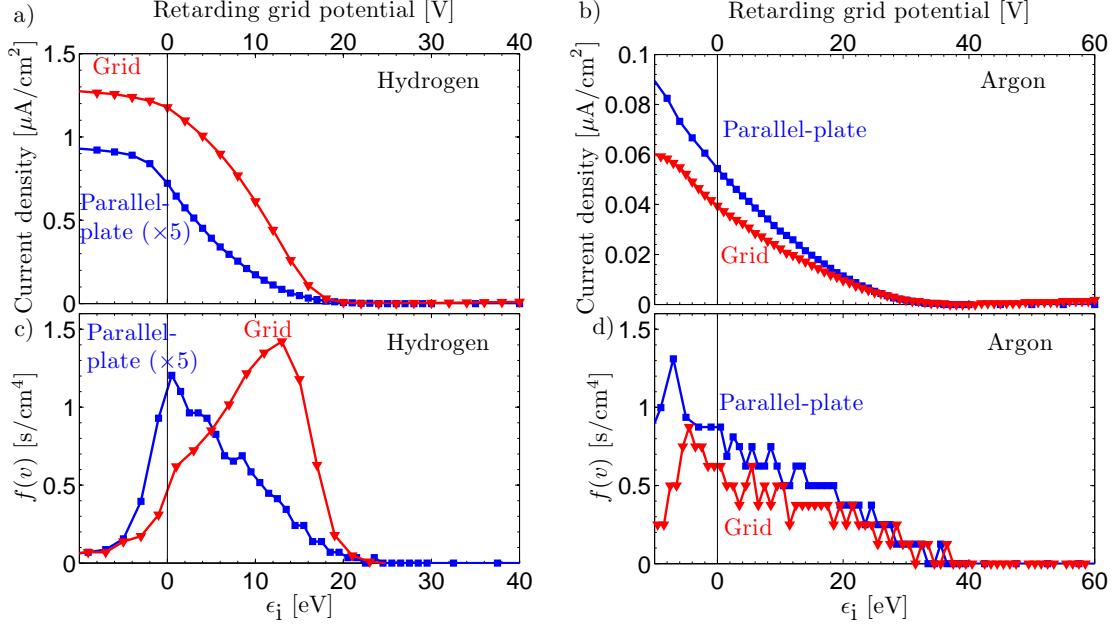 a) Retarding grid potential [V]
0 10 20 30 40
Current density [μA/cm²]
1.5
1
0.5
0
Grid
Hydrogen
Parallel-
plate (×5)
b) Retarding grid potential [V]
0 20 40 60
Current density [μA/cm²]
0.1
0.08
0.06
0.04
0.02
0
Argon
Parallel-plate
Grid
c)
f(v) [s/cm⁴]
1.5
1
0.5
0
Parallel-
plate (×5)
Grid
Hydrogen
0 10 20 30 40
ϵi [eV]
d)
f(v) [s/cm⁴]
1.5
1
0.5
0
Argon
Parallel-plate
Grid
0 20 40 60
ϵi [eV]